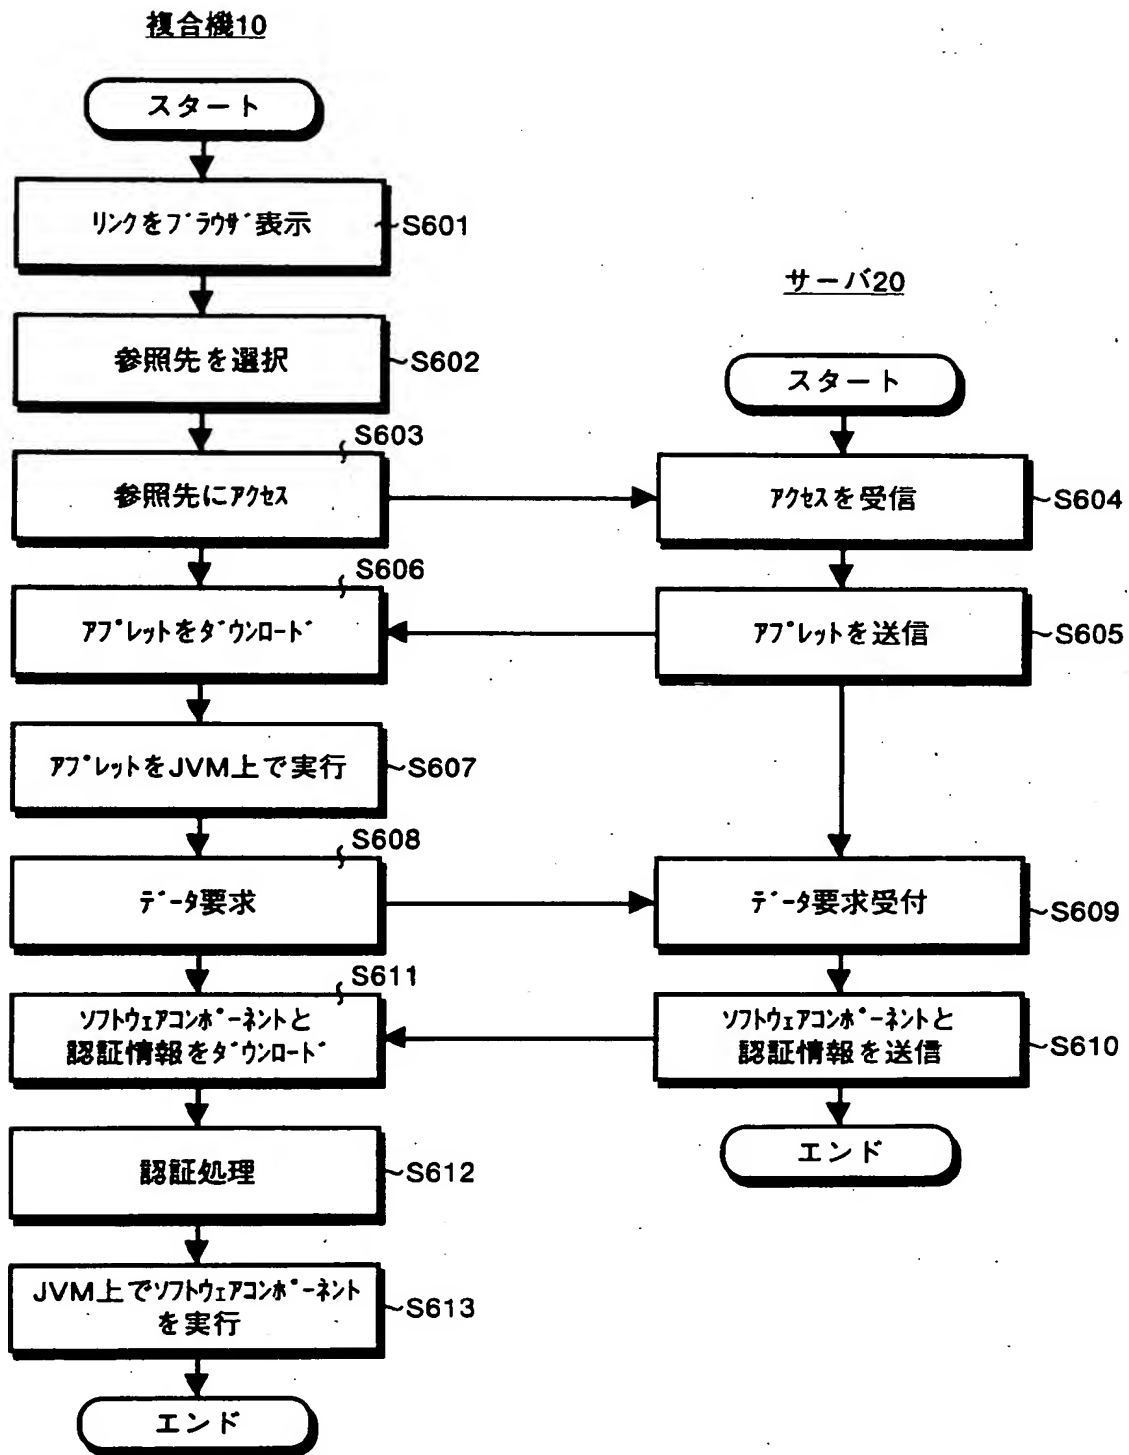 複合機10
スタート
リンクをブラウザ表示
S601
参照先を選択
S602
参照先にアクセス
S603
アプレットをダウンロード
S606
アプレットをJVM上で実行
S607
データ要求
S608
ソフトウェアコンポーネントと
認証情報をダウンロード
S611
認証処理
S612
JVM上でソフトウェアコンポーネント
を実行
S613
エンド
サーバ20
スタート
アクセスを受信
S604
アプレットを送信
S605
データ要求受付
S609
ソフトウェアコンポーネントと
認証情報を送信
S610
エンド